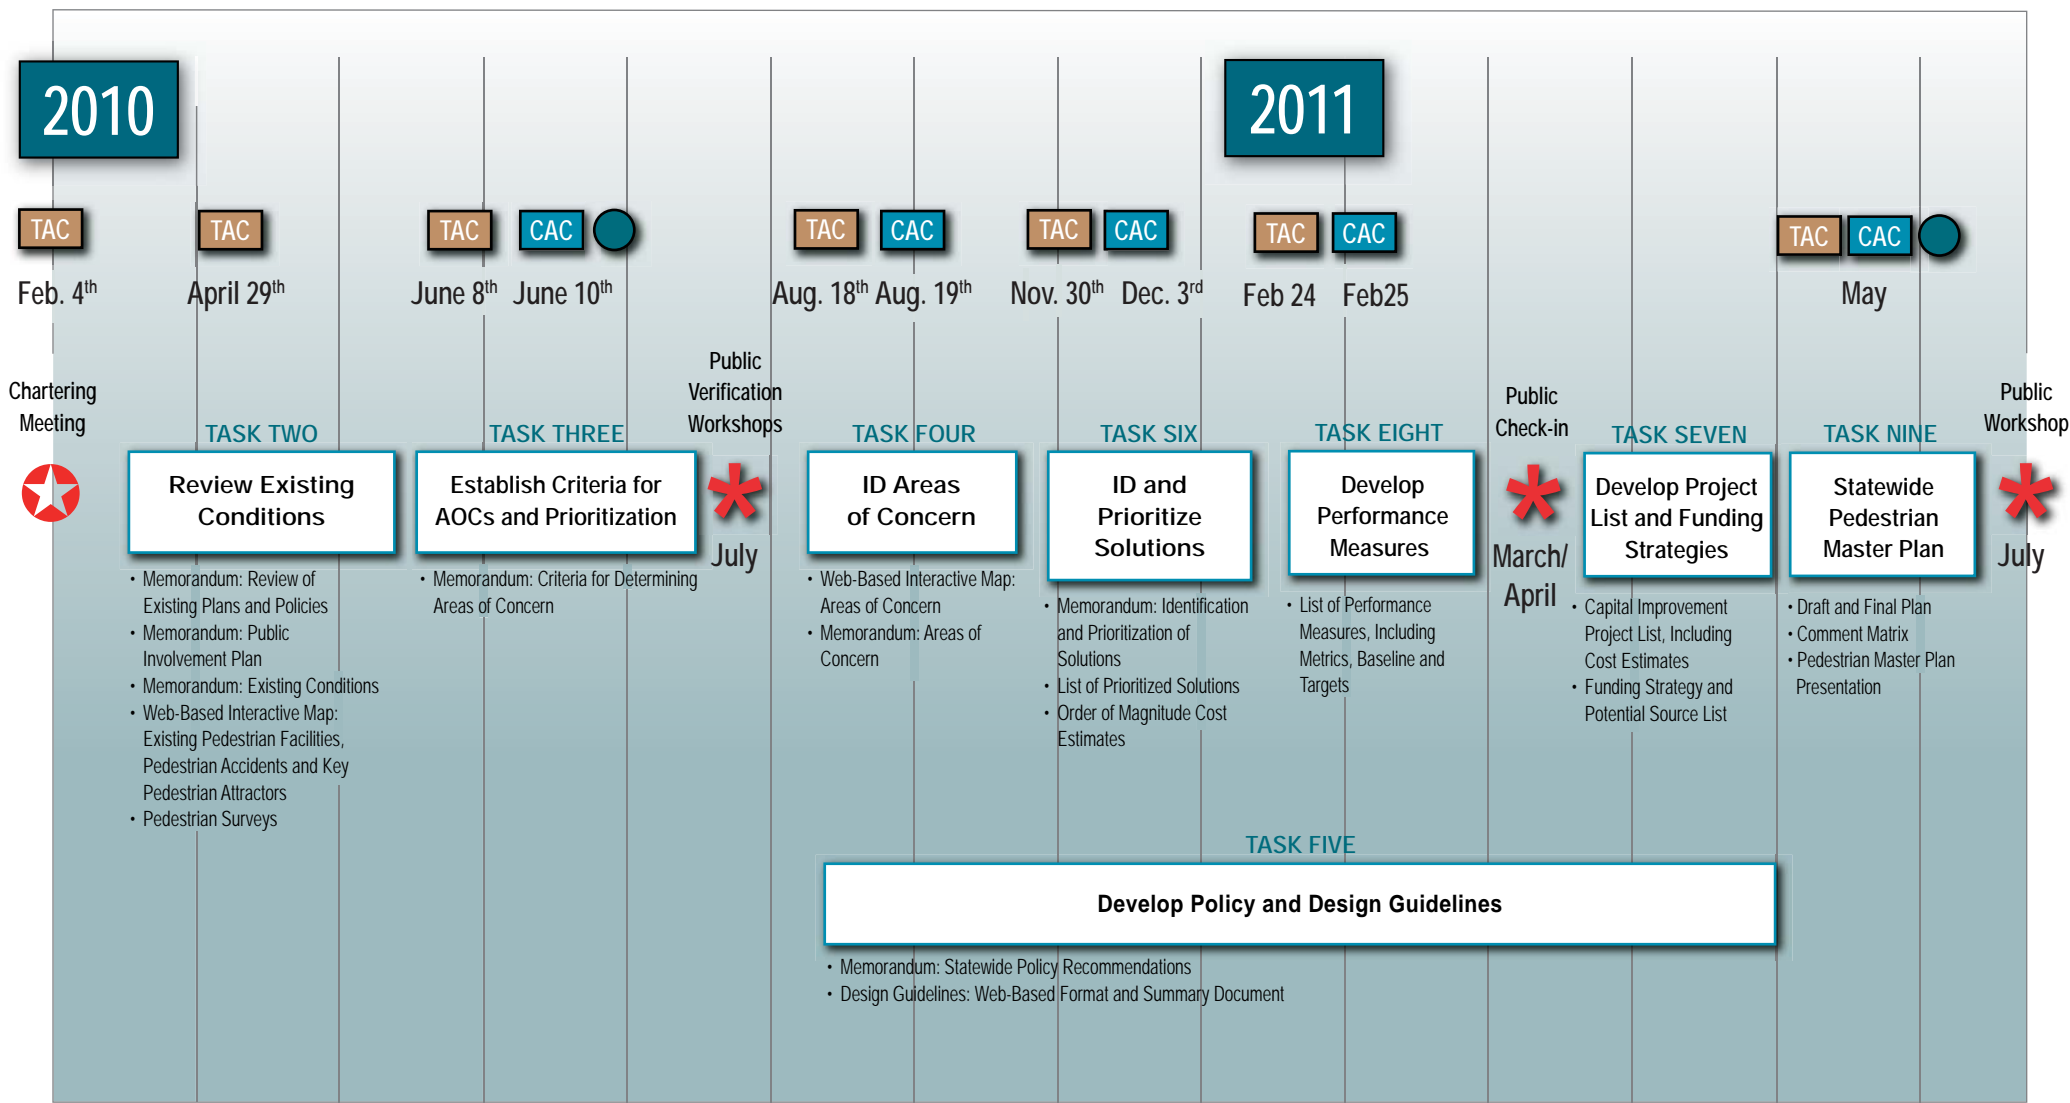 2010
2011
TAC
TAC
TAC
CAC
TAC
CAC
TAC
CAC
TAC
CAC
TAC
CAC
Feb. 4th
April 29th
June 8th
June 10th
Aug. 18th
Aug. 19th
Nov. 30th
Dec. 3rd
Feb 24
Feb25
May
Chartering
Meeting
TASK TWO
Review Existing
Conditions
• Memorandum: Review of
Existing Plans and Policies
• Memorandum: Public
Involvement Plan
• Memorandum: Existing Conditions
• Web-Based Interactive Map:
Existing Pedestrian Facilities,
Pedestrian Accidents and Key
Pedestrian Attractors
• Pedestrian Surveys
TASK THREE
Establish Criteria for
AOCs and Prioritization
• Memorandum: Criteria for Determining
Areas of Concern
Public
Verification
Workshops
July
TASK FOUR
ID Areas
of Concern
• Web-Based Interactive Map:
Areas of Concern
• Memorandum: Areas of
Concern
TASK SIX
ID and
Prioritize
Solutions
• Memorandum: Identification
and Prioritization of
Solutions
• List of Prioritized Solutions
• Order of Magnitude Cost
Estimates
TASK EIGHT
Develop
Performance
Measures
• List of Performance
Measures, Including
Metrics, Baseline and
Targets
Public
Check-in
March/
April
TASK SEVEN
Develop Project
List and Funding
Strategies
• Capital Improvement
Project List, Including
Cost Estimates
• Funding Strategy and
Potential Source List
TASK NINE
Statewide
Pedestrian
Master Plan
• Draft and Final Plan
• Comment Matrix
• Pedestrian Master Plan
Presentation
Public
Workshop
July
TASK FIVE
Develop Policy and Design Guidelines
• Memorandum: Statewide Policy Recommendations
• Design Guidelines: Web-Based Format and Summary Document